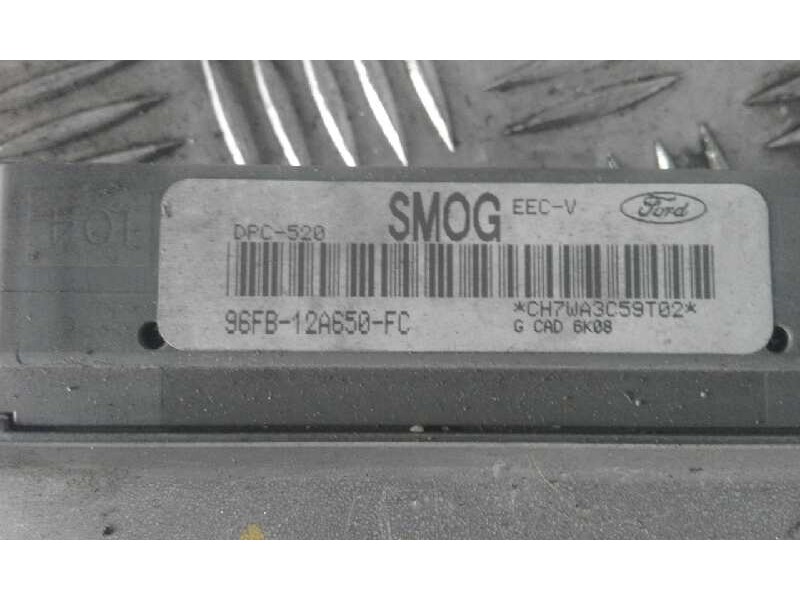 DPC-520 SMOG EEC-V Ford
96FB-12A650-FC *CH7WA3C59T02*
G CAD 6K08